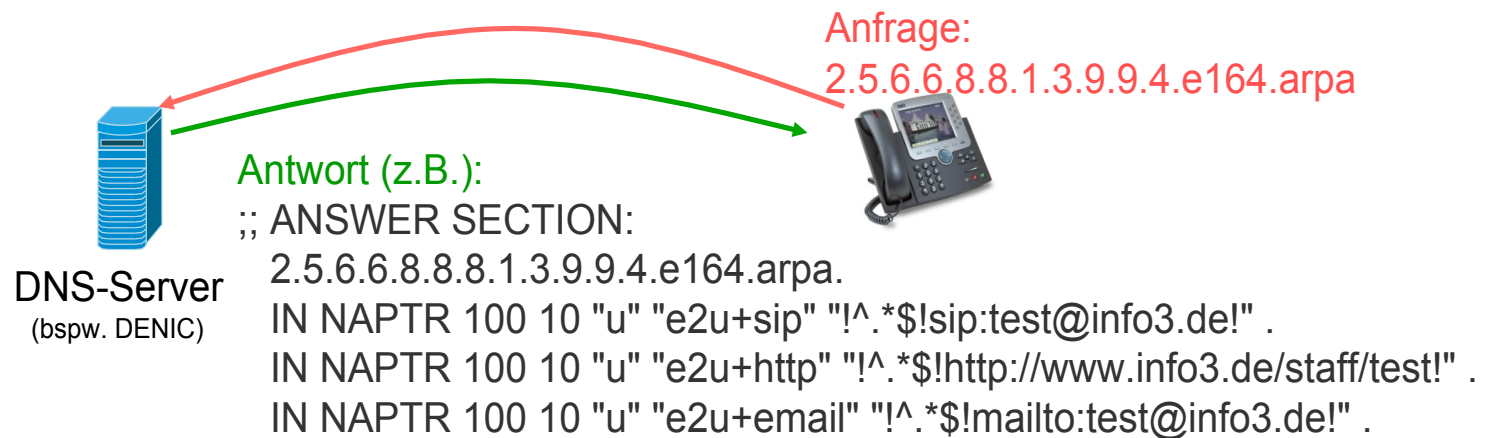 Anfrage:
2.5.6.6.8.8.1.3.9.9.4.e164.arpa
Antwort (z.B.):
;; ANSWER SECTION:
2.5.6.6.8.8.8.1.3.9.9.4.e164.arpa.
IN NAPTR 100 10 "u" "e2u+sip" "!^.*$!sip:test@info3.de!" .
IN NAPTR 100 10 "u" "e2u+http" "!^.*$!http://www.info3.de/staff/test!" .
IN NAPTR 100 10 "u" "e2u+email" "!^.*$!mailto:test@info3.de!" .
DNS-Server
(bspw. DENIC)